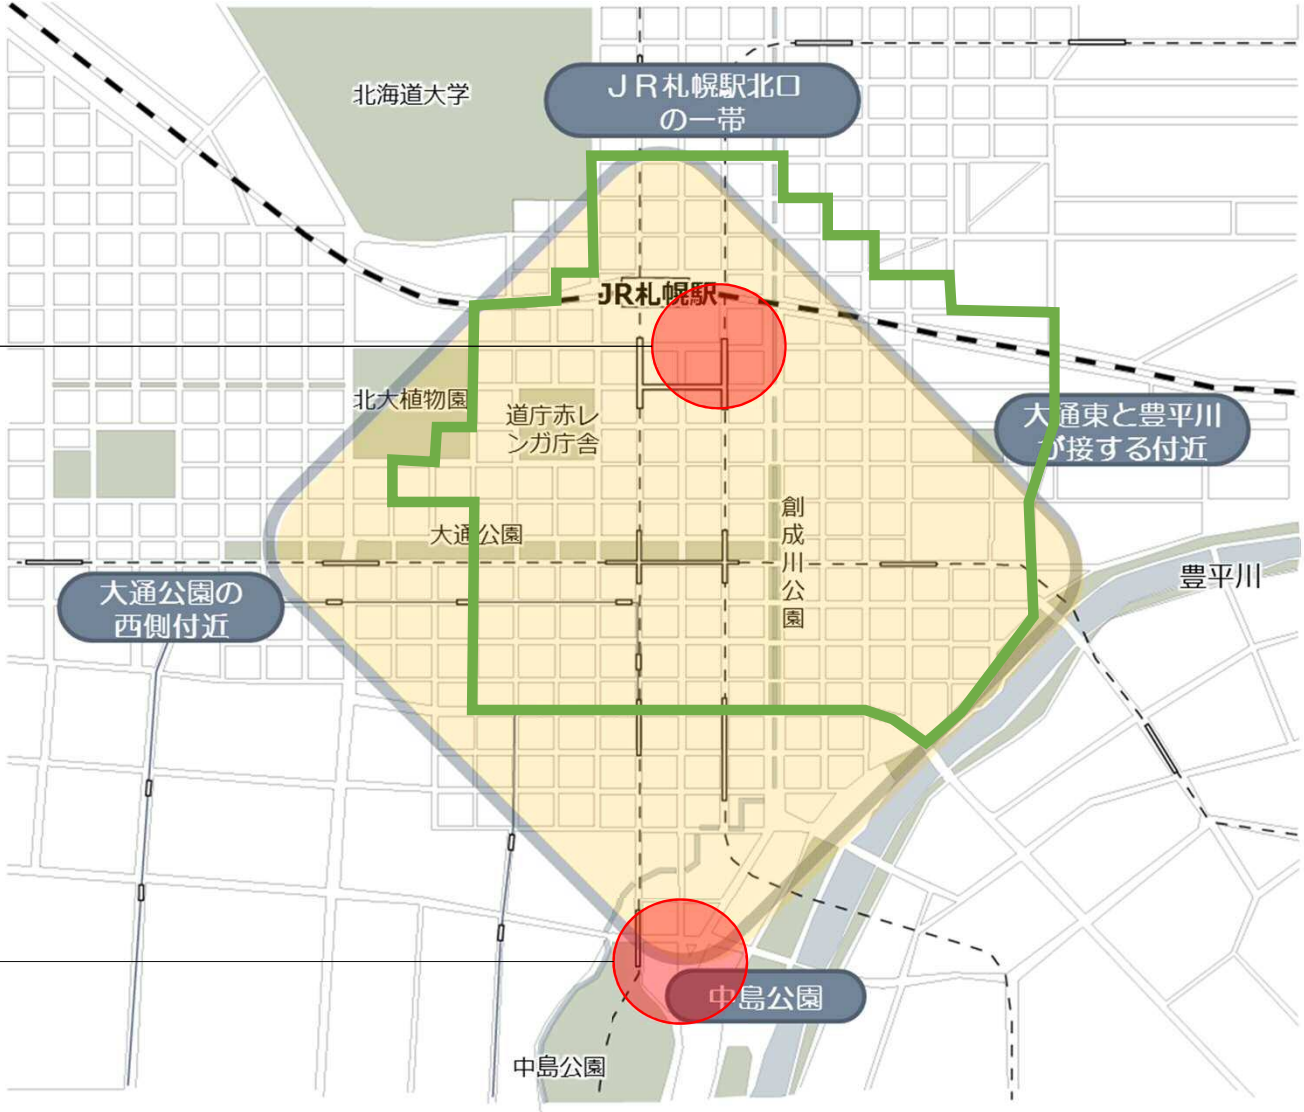 北海道大学
ＪＲ札幌駅北口
の一帯
JR札幌駅
北大植物園
道庁赤レ
ンガ庁舎
大通東と豊平川
が接する付近
大通公園
創成川公園
豊平川
大通公園の
西側付近
中島公園
中島公園